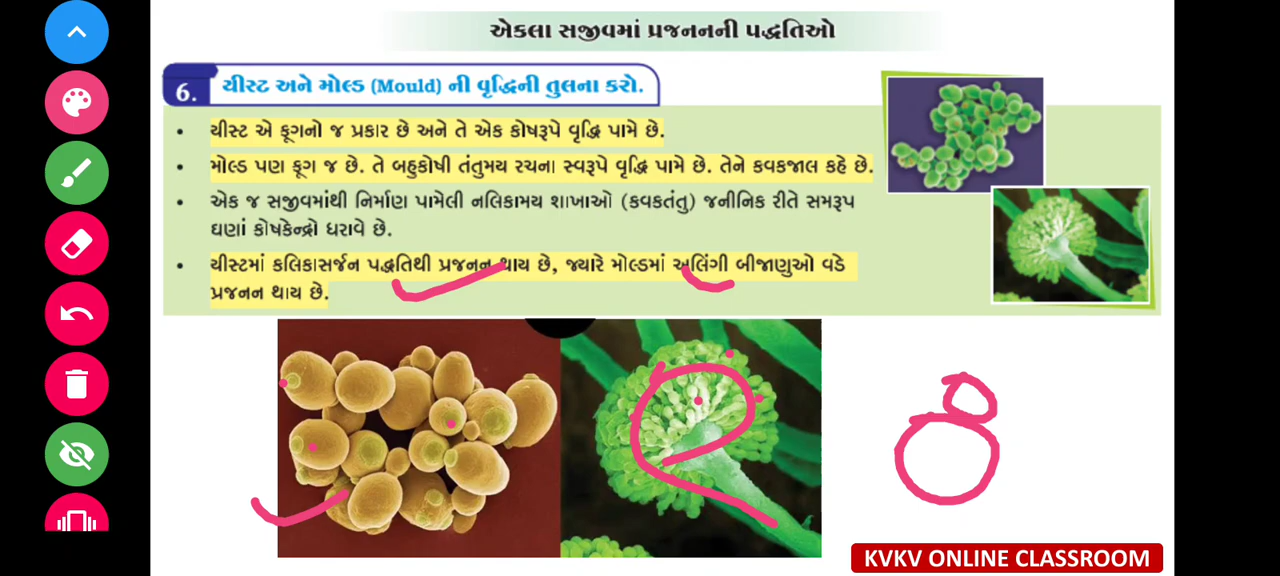 એકલા સજીવમાં પ્રજનનની પદ્ધતિઓ
6. યીસ્ટ અને મોલ્ડ (Mould) ની વૃદ્ધિની તુલના કરો.
• યીસ્ટ એ ફૂગનો જ પ્રકાર છે અને તે એક કોષરૂપે વૃદ્ધિ પામે છે.
• મોલ્ડ પણ ફૂગ જ છે. તે બહુકોષી તંતુમય રચના સ્વરૂપે વૃદ્ધિ પામે છે. તેને કવકજાલ કહે છે.
• એક જ સજીવમાંથી નિર્માણ પામેલી નલિકામય શાખાઓ (કવકતંતુ) જનીનિક રીતે સમરૂપ
ઘણાં કોષકેન્દ્રો ધરાવે છે.
• યીસ્ટમાં કલિકાસર્જન પદ્ધતિથી પ્રજનન થાય છે, જ્યારે મોલ્ડમાં અલિંગી બીજાણુઓ વડે
પ્રજનન થાય છે.
KVKV ONLINE CLASSROOM